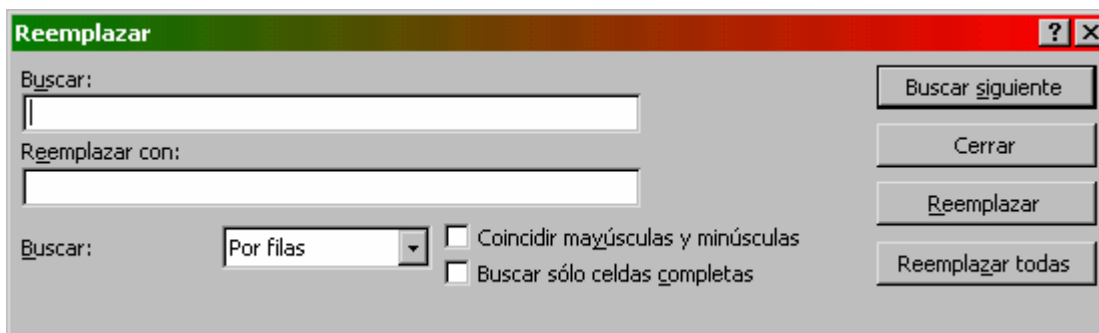 Reemplazar
Buscar:
Buscar siguiente
Reemplazar con:
Cerrar
Reemplazar
Buscar:
Por filas
Coincidir mayúsculas y minúsculas
Buscar sólo celdas completas
Reemplazar todas